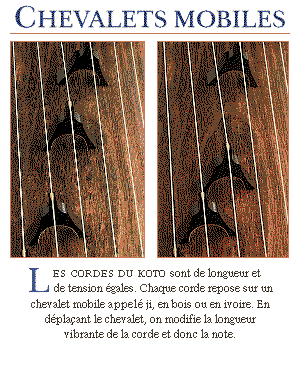 CHEVALETS MOBILES
LES CORDES DU KOTO sont de longueur et
de tension égales. Chaque corde repose sur un
chevalet mobile appelé ji, en bois ou en ivoire. En
déplaçant le chevalet, on modifie la longueur
vibrante de la corde et donc la note.